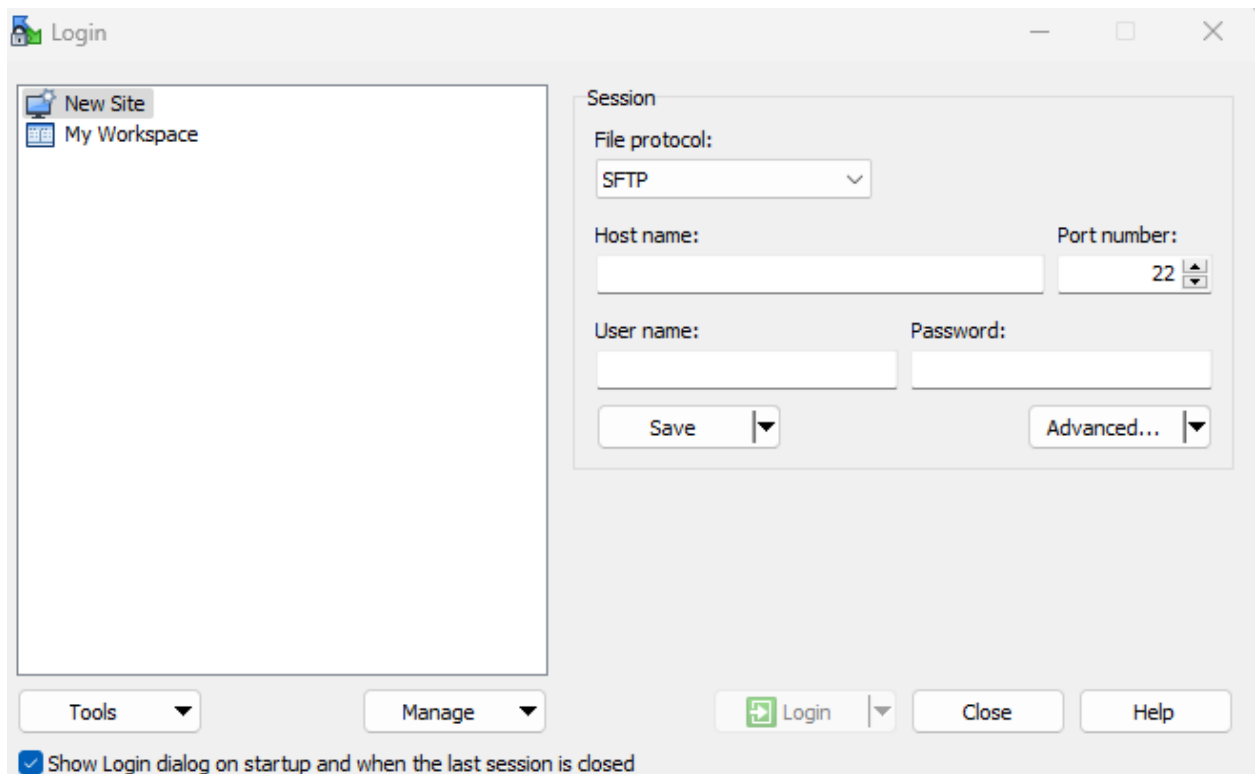 Login
New Site
My Workspace
Session
File protocol:
SFTP
Host name: Port number:
22
User name: Password:
Save Advanced...
Tools Manage Login Close Help
Show Login dialog on startup and when the last session is closed